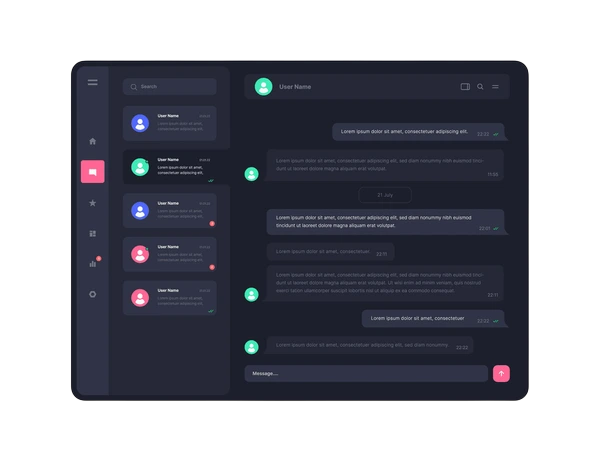 Search
User Name
Lorem ipsum dolor sit amet,
consectetuer adipiscing elit,
User Name
Lorem ipsum dolor sit amet,
consectetuer adipiscing elit,
User Name
Lorem ipsum dolor sit amet,
consectetuer adipiscing elit,
User Name
Lorem ipsum dolor sit amet,
consectetuer adipiscing elit,
User Name
Lorem ipsum dolor sit amet,
consectetuer adipiscing elit,
User Name
Lorem ipsum dolor sit amet, consectetuer adipiscing elit.
22:20
Lorem ipsum dolor sit amet, consectetuer adipiscing elit, sed diam nonummy nibh euismod tinci-
dunt ut laoreet dolore magna aliquam erat volutpat.
21 July
Lorem ipsum dolor sit amet, consectetuer adipiscing elit, sed diam nonummy nibh euismod
tincidunt ut laoreet dolore magna aliquam erat volutpat.
22:01
Lorem ipsum dolor sit amet, consectetuer
22:11
Lorem ipsum dolor sit amet, consectetuer adipiscing elit, sed diam nonummy nibh euismod tinci-
dunt ut laoreet dolore magna aliquam erat volutpat. Ut wisi enim ad minim veniam, quis nostrud
exerci tation ullamcorper suscipit lobortis nisl ut aliquip ex ea commodo consequat.
22:11
Lorem ipsum dolor sit amet, consectetuer
22:22
Lorem ipsum dolor sit amet, consectetuer adipiscing elit, sed diam nonummy
22:22
Message...